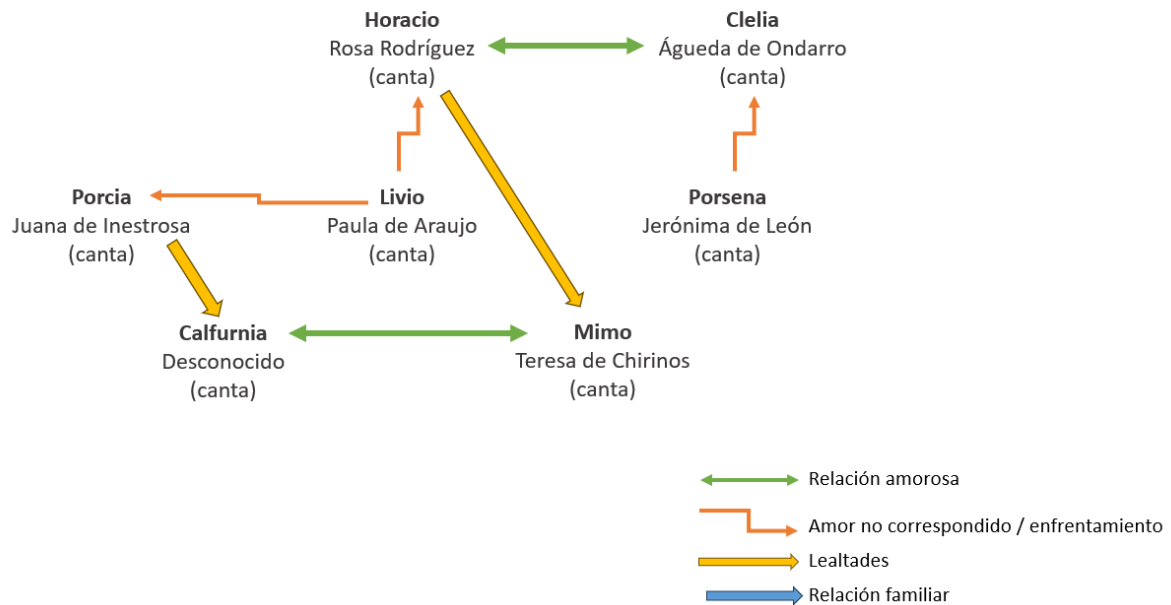 Horacio
Rosa Rodríguez
(canta)
Clelia
Águeda de Ondarro
(canta)
Porcia
Juana de Inestrosa
(canta)
Livio
Paula de Araujo
(canta)
Porsena
Jerónima de León
(canta)
Calfurnia
Desconocido
(canta)
Mimo
Teresa de Chirinos
(canta)
Relación amorosa
Amor no correspondido / enfrentamiento
Lealtades
Relación familiar